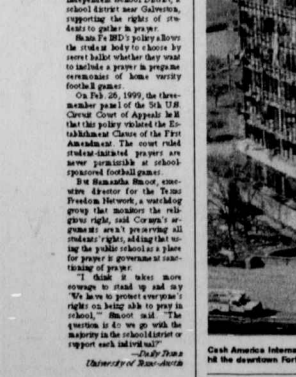 Independent School District, a
school district near Galveston,
supporting the rights of stu-
dents to gather in prayer.
Santa Fe ISD's policy allows
the student body to choose by
secret ballot whether they want
to include a prayer in pregame
ceremonies of home varsity
football games.
On Feb. 26, 1999, the three-
member panel of the 5th U.S.
Circuit Court of Appeals held
that this policy violated the Es-
tablishment Clause of the First
Amendment. The court ruled
student-initiated prayers are
never permissible at school-
sponsored football games.
But Samantha Smoot, exec-
utive director for the Texas
Freedom Network, a watchdog
group that monitors the reli-
gious right, said Cornyn's ar-
guments aren't preserving all
students' rights, adding that us-
ing the public school as a place
for prayer is government sanc-
tioning of prayer.
"I think it takes more
courage to stand up and say
'We have to protect everyone's
rights on being able to pray in
school,'" Smoot said. "The
question is do we go with the
majority in the school district or
support each individual?"
—Daily Texan
University of Texas-Austin
Cash America Interna
hit the downtown For